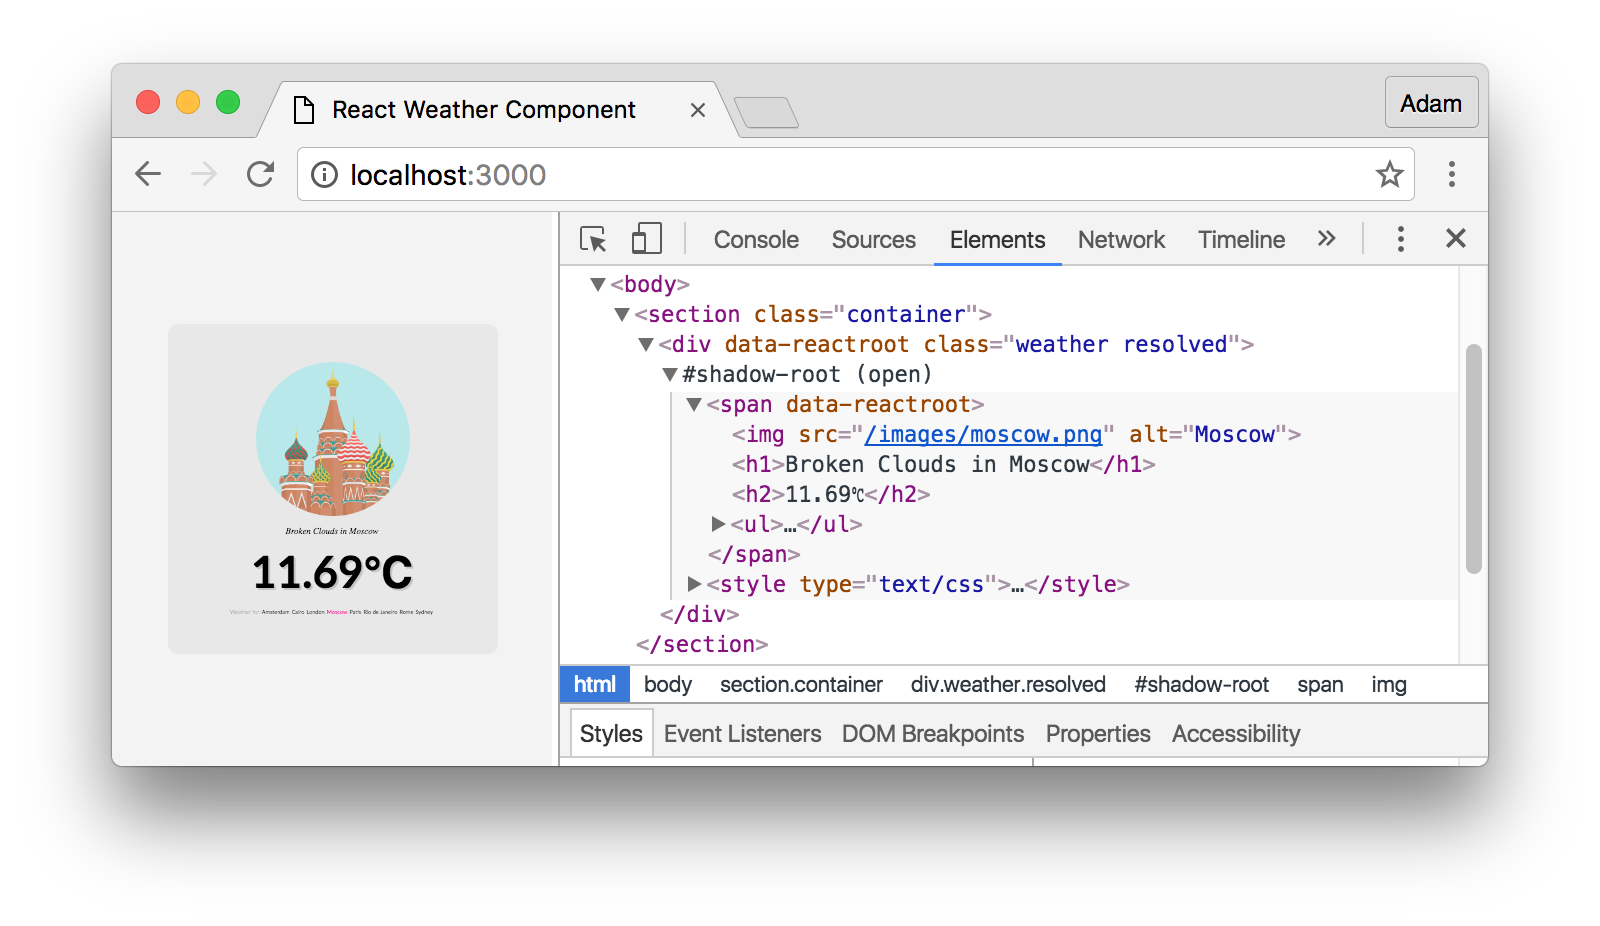 React Weather Component
Adam
localhost:3000
Console Sources Elements Network Timeline
<body>
<section class="container">
<div data-reactroot class="weather resolved">
#shadow-root (open)
<span data-reactroot>
<img src="/images/moscow.png" alt="Moscow">
<h1>Broken Clouds in Moscow</h1>
<h2>11.69℃</h2>
<ul>…</ul>
</span>
<style type="text/css">…</style>
</div>
</section>
html body section.container div.weather.resolved #shadow-root span img
Styles Event Listeners DOM Breakpoints Properties Accessibility
Broken Clouds in Moscow
11.69°C
Weather for Amsterdam Cairo London Moscow Paris Rio de Janeiro Rome Sydney